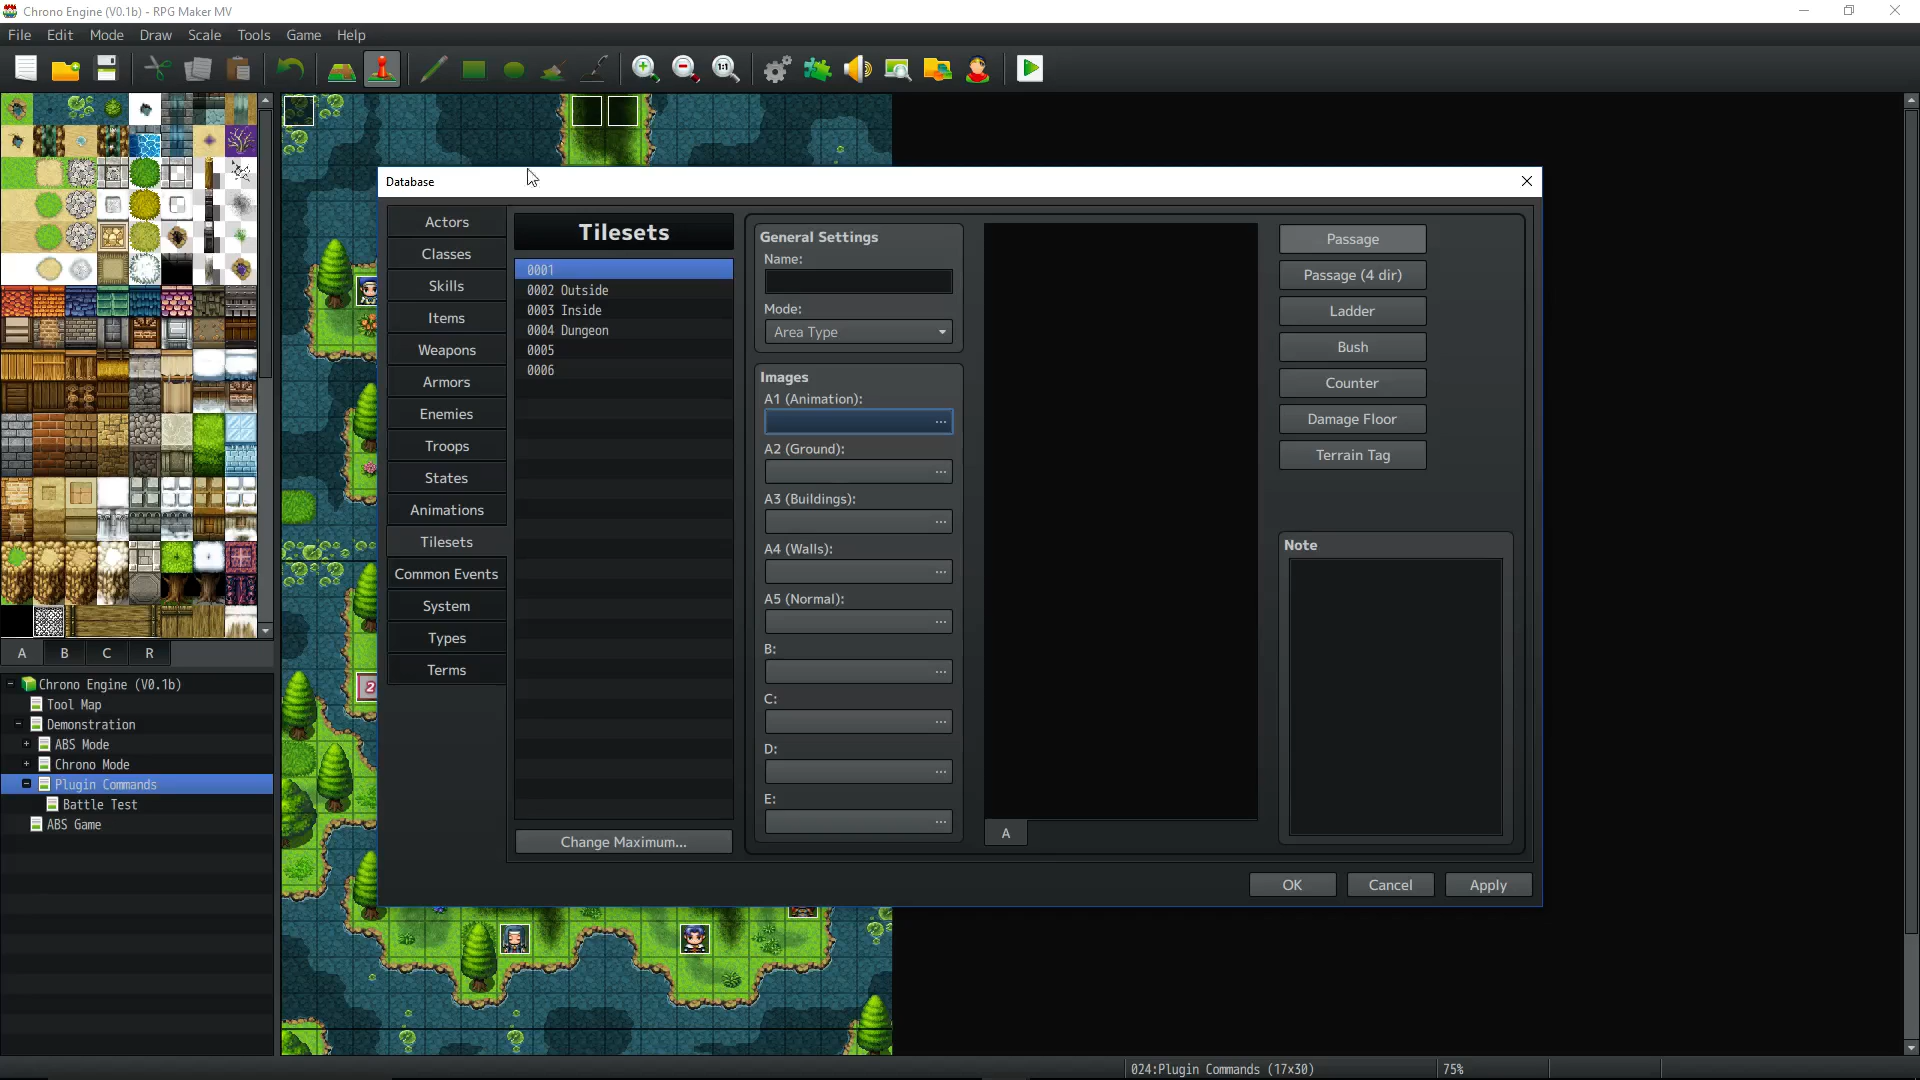 Chrono Engine (V0.1b) - RPG Maker MV
File Edit Mode Draw Scale Tools Game Help
1:1
Database
Actors
Classes
Skills
Items
Weapons
Armors
Enemies
Troops
States
Animations
Tilesets
Common Events
System
Types
Terms
Tilesets
0001
0002 Outside
0003 Inside
0004 Dungeon
0005
0006
Change Maximum...
General Settings
Name:
Mode:
Area Type
Images
A1 (Animation):
...
A2 (Ground):
...
A3 (Buildings):
...
A4 (Walls):
...
A5 (Normal):
...
B:
...
C:
...
D:
...
E:
...
A
Passage
Passage (4 dir)
Ladder
Bush
Counter
Damage Floor
Terrain Tag
Note
OK Cancel Apply
2
A B C R
Chrono Engine (V0.1b)
Tool Map
Demonstration
ABS Mode
Chrono Mode
Plugin Commands
Battle Test
ABS Game
024:Plugin Commands (17×30) 75%